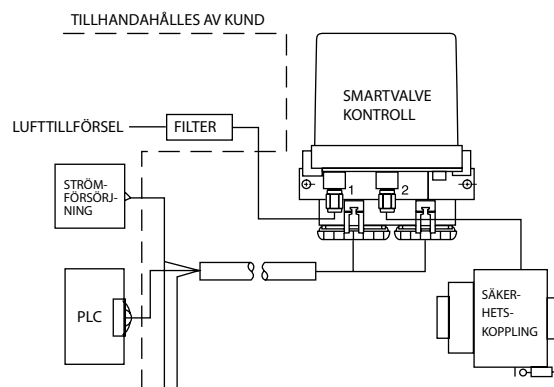 TILLHANDAHÅLLES AV KUND
SMARTVALVE
KONTROLL
LUFTTILLFÖRSEL
FILTER
1
2
STRÖM-
FÖRSÖRJ-
NING
PLC
SÄKER-
HETS-
KOPPLING